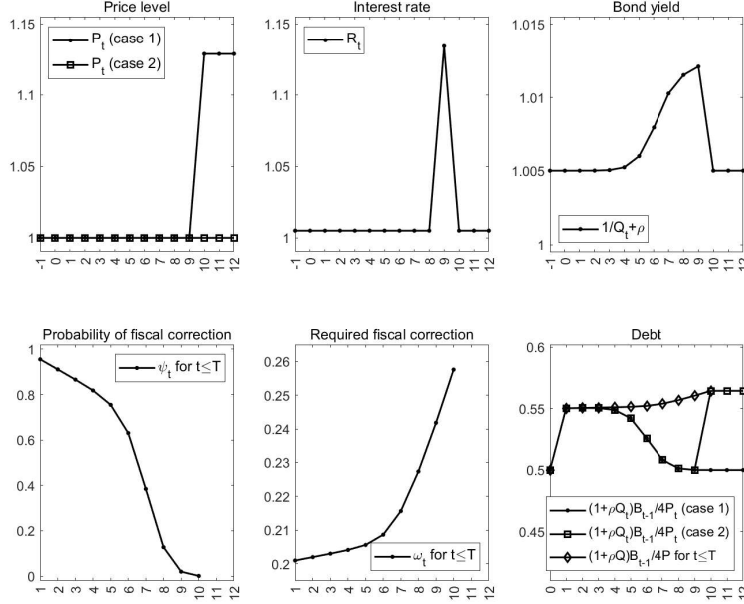 Price level
1.15
1.1
1.05
1
P_t (case 1)
P_t (case 2)
-1 0 1 2 3 4 5 6 7 8 9 10 11 12
Interest rate
1.15
1.1
1.05
1
R_t
-1 0 1 2 3 4 5 6 7 8 9 10 11 12
Bond yield
1.015
1.01
1.005
1
1/Q_t+ρ
-1 0 1 2 3 4 5 6 7 8 9 10 11 12
Probability of fiscal correction
1
0.8
0.6
0.4
0.2
0
ψ_t for t≤T
1 2 3 4 5 6 7 8 9 10 11 12
Required fiscal correction
0.26
0.25
0.24
0.23
0.22
0.21
0.2
ω_t for t≤T
1 2 3 4 5 6 7 8 9 10 11 12
Debt
0.6
0.55
0.5
0.45
(1+ρQ_t)B_{t-1}/4P_t (case 1)
(1+ρQ_t)B_{t-1}/4P_t (case 2)
(1+ρQ)B_{t-1}/4P for t≤T
0 1 2 3 4 5 6 7 8 9 10 11 12